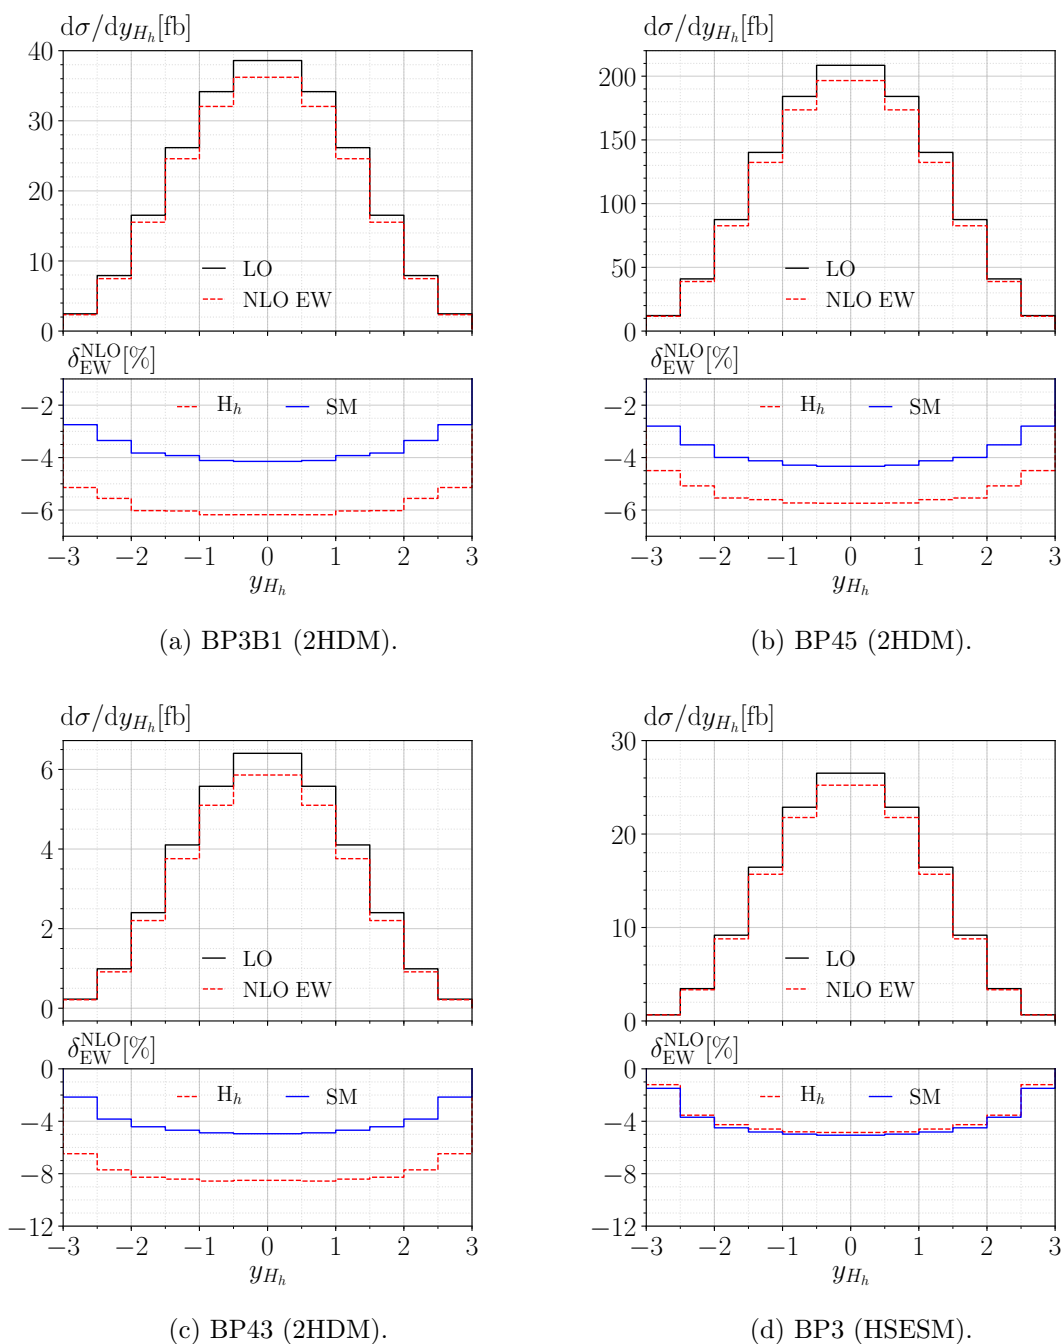 dσ/dy_{H_h}[fb]
40
30
20
10
0
LO
NLO EW
δ_EW^NLO[%]
−2
−4
−6
H_h
SM
−3 −2 −1 0 1 2 3
y_{H_h}
(a) BP3B1 (2HDM).
dσ/dy_{H_h}[fb]
200
150
100
50
0
LO
NLO EW
δ_EW^NLO[%]
−2
−4
−6
H_h
SM
−3 −2 −1 0 1 2 3
y_{H_h}
(b) BP45 (2HDM).
dσ/dy_{H_h}[fb]
6
4
2
0
LO
NLO EW
δ_EW^NLO[%]
0
−4
−8
−12
H_h
SM
−3 −2 −1 0 1 2 3
y_{H_h}
(c) BP43 (2HDM).
dσ/dy_{H_h}[fb]
30
20
10
0
LO
NLO EW
δ_EW^NLO[%]
0
−4
−8
−12
H_h
SM
−3 −2 −1 0 1 2 3
y_{H_h}
(d) BP3 (HSESM).